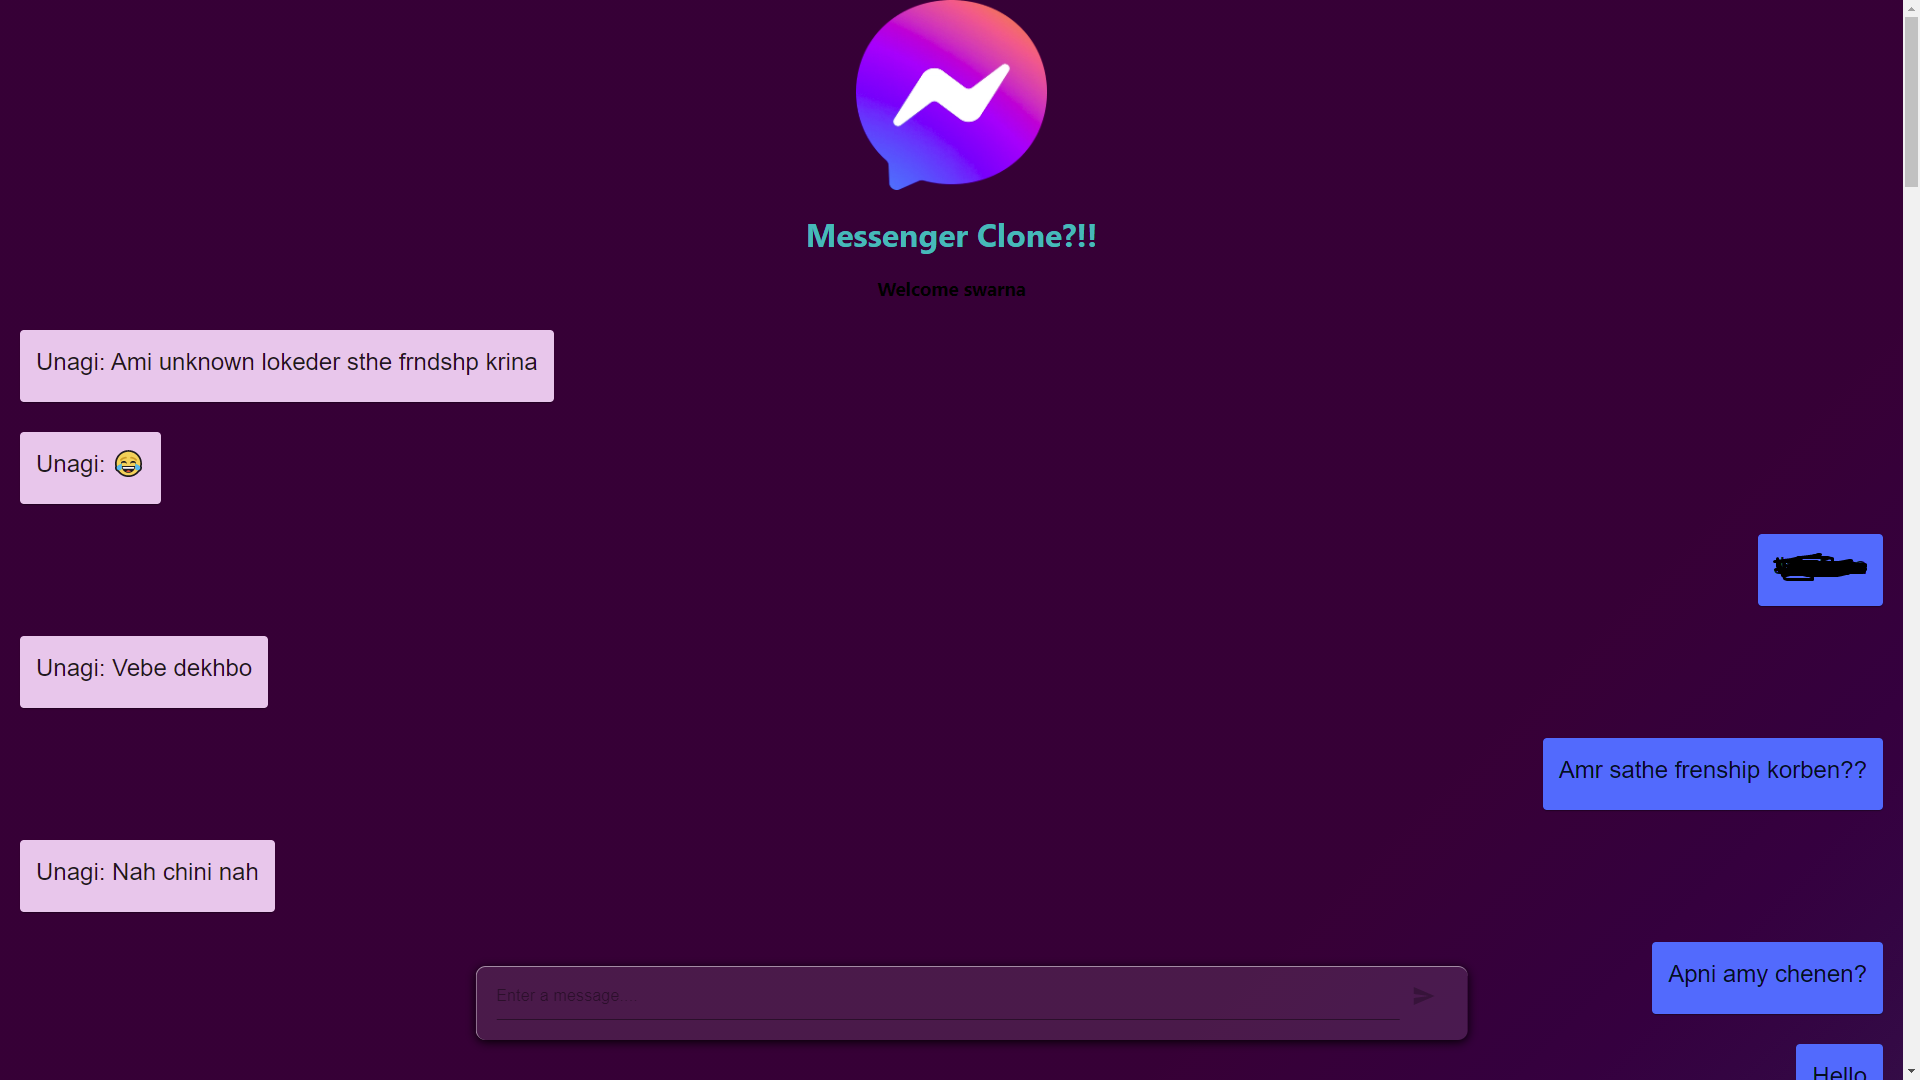 Messenger Clone?!!
Welcome swarna
Unagi: Ami unknown lokeder sthe frndshp krina
Unagi: 😂
Unagi: Vebe dekhbo
Amr sathe frenship korben??
Unagi: Nah chini nah
Apni amy chenen?
Enter a message....
Hello